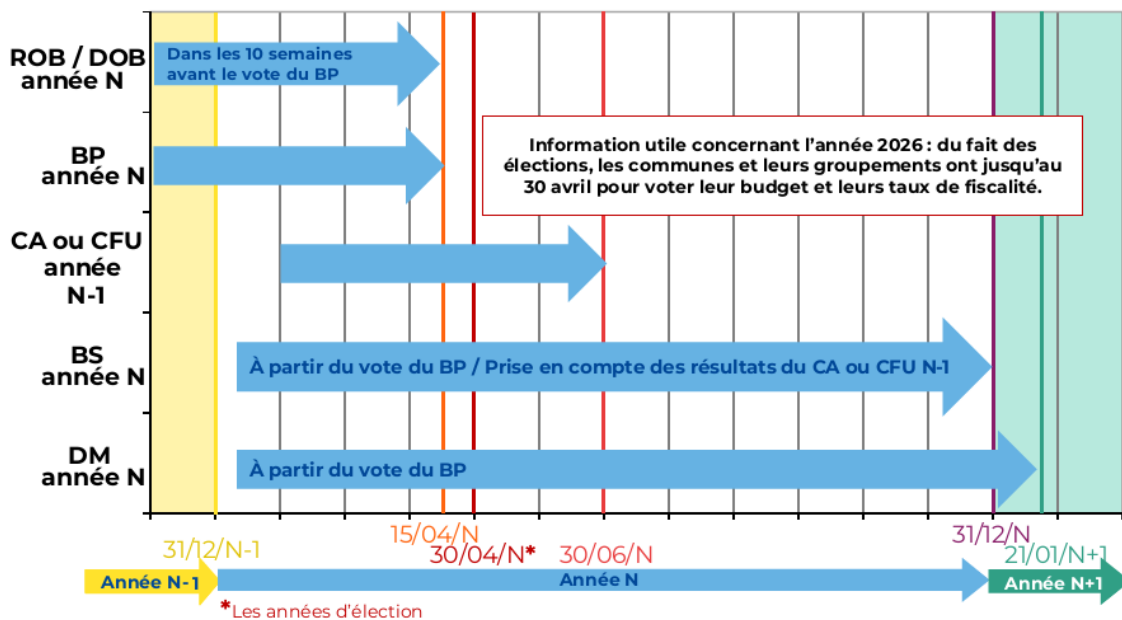 ROB / DOB
année N
Dans les 10 semaines
avant le vote du BP
BP
année N
Information utile concernant l’année 2026 : du fait des
élections, les communes et leurs groupements ont jusqu’au
30 avril pour voter leur budget et leurs taux de fiscalité.
CA ou CFU
année
N-1
BS
année N
À partir du vote du BP / Prise en compte des résultats du CA ou CFU N-1
DM
année N
À partir du vote du BP
31/12/N-1
15/04/N
30/04/N*
30/06/N
31/12/N
21/01/N+1
Année N-1
Année N
Année N+1
*Les années d’élection